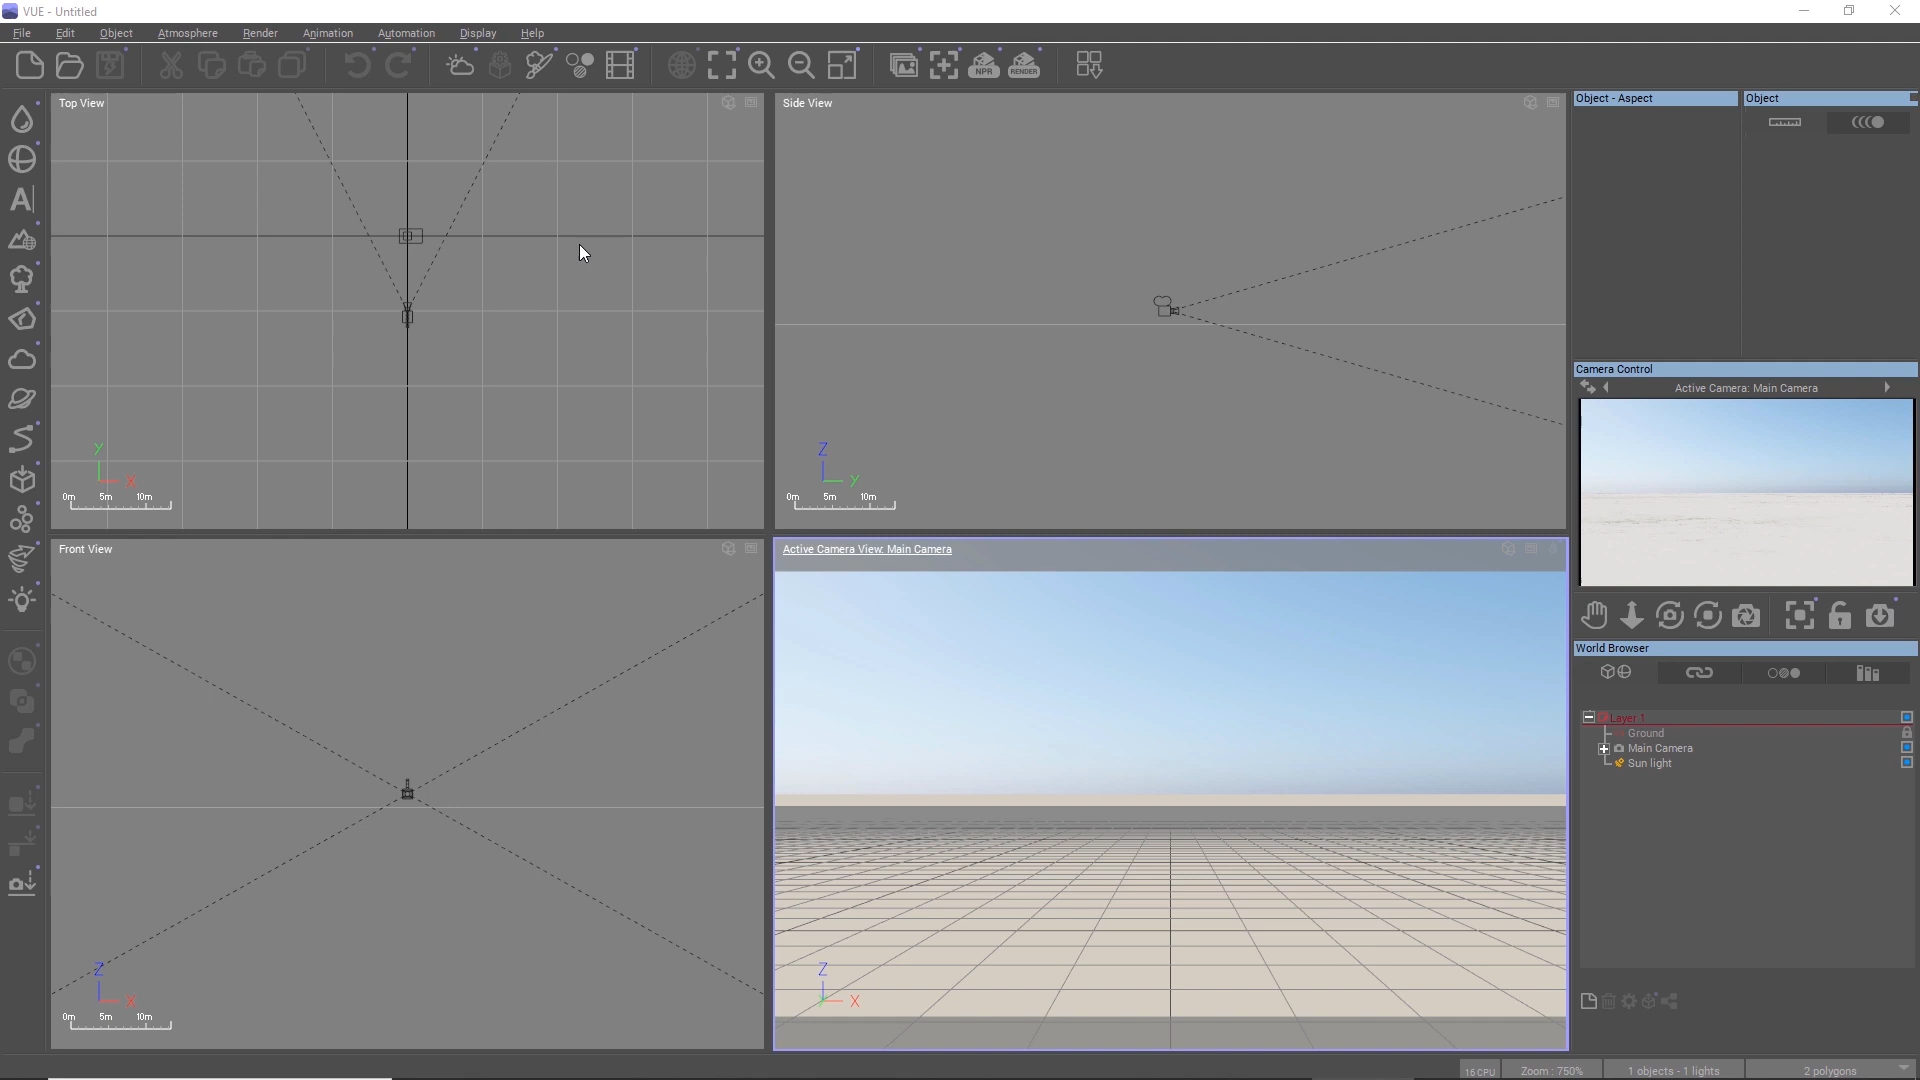 VUE - Untitled
File Edit Object Atmosphere Render Animation Automation Display Help
NPR RENDER
A
Top View
Y
X
0m 5m 10m
Side View
Z
Y
0m 5m 10m
Front View
Z
X
0m 5m 10m
Active Camera View: Main Camera
Z
Y X
Object - Aspect
Object
Camera Control
Active Camera: Main Camera
World Browser
Layer 1
Ground
Main Camera
Sun light
16 CPU Zoom : 750% 1 objects - 1 lights 2 polygons